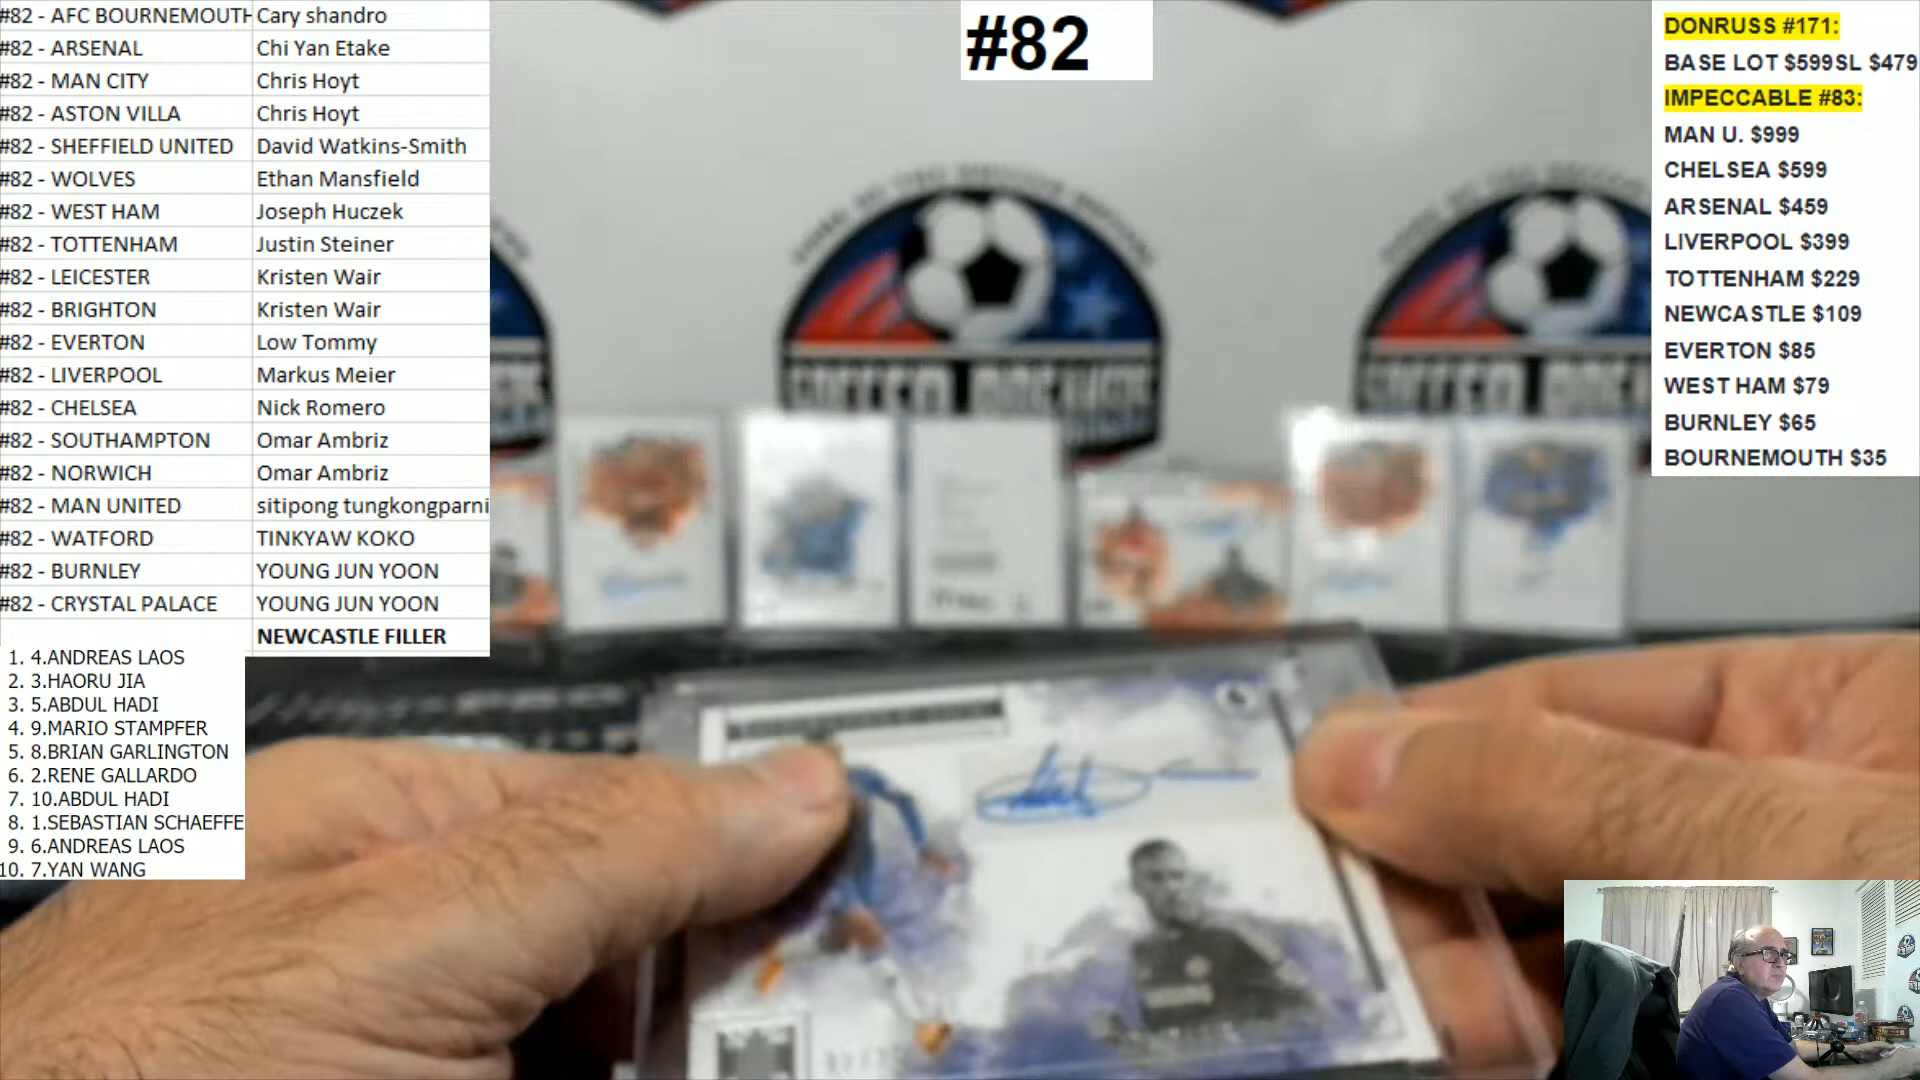 #82 - AFC BOURNEMOUTH Cary shandro
#82 - ARSENAL Chi Yan Etake
#82 - MAN CITY Chris Hoyt
#82 - ASTON VILLA Chris Hoyt
#82 - SHEFFIELD UNITED David Watkins-Smith
#82 - WOLVES Ethan Mansfield
#82 - WEST HAM Joseph Huczek
#82 - TOTTENHAM Justin Steiner
#82 - LEICESTER Kristen Wair
#82 - BRIGHTON Kristen Wair
#82 - EVERTON Low Tommy
#82 - LIVERPOOL Markus Meier
#82 - CHELSEA Nick Romero
#82 - SOUTHAMPTON Omar Ambriz
#82 - NORWICH Omar Ambriz
#82 - MAN UNITED sitipong tungkongparni
#82 - WATFORD TINKYAW KOKO
#82 - BURNLEY YOUNG JUN YOON
#82 - CRYSTAL PALACE YOUNG JUN YOON
NEWCASTLE FILLER
1. 4.ANDREAS LAOS
2. 3.HAORU JIA
3. 5.ABDUL HADI
4. 9.MARIO STAMPFER
5. 8.BRIAN GARLINGTON
6. 2.RENE GALLARDO
7. 10.ABDUL HADI
8. 1.SEBASTIAN SCHAEFFE
9. 6.ANDREAS LAOS
10. 7.YAN WANG
#82
DONRUSS #171:
BASE LOT $599SL $479
IMPECCABLE #83:
MAN U. $999
CHELSEA $599
ARSENAL $459
LIVERPOOL $399
TOTTENHAM $229
NEWCASTLE $109
EVERTON $85
WEST HAM $79
BURNLEY $65
BOURNEMOUTH $35